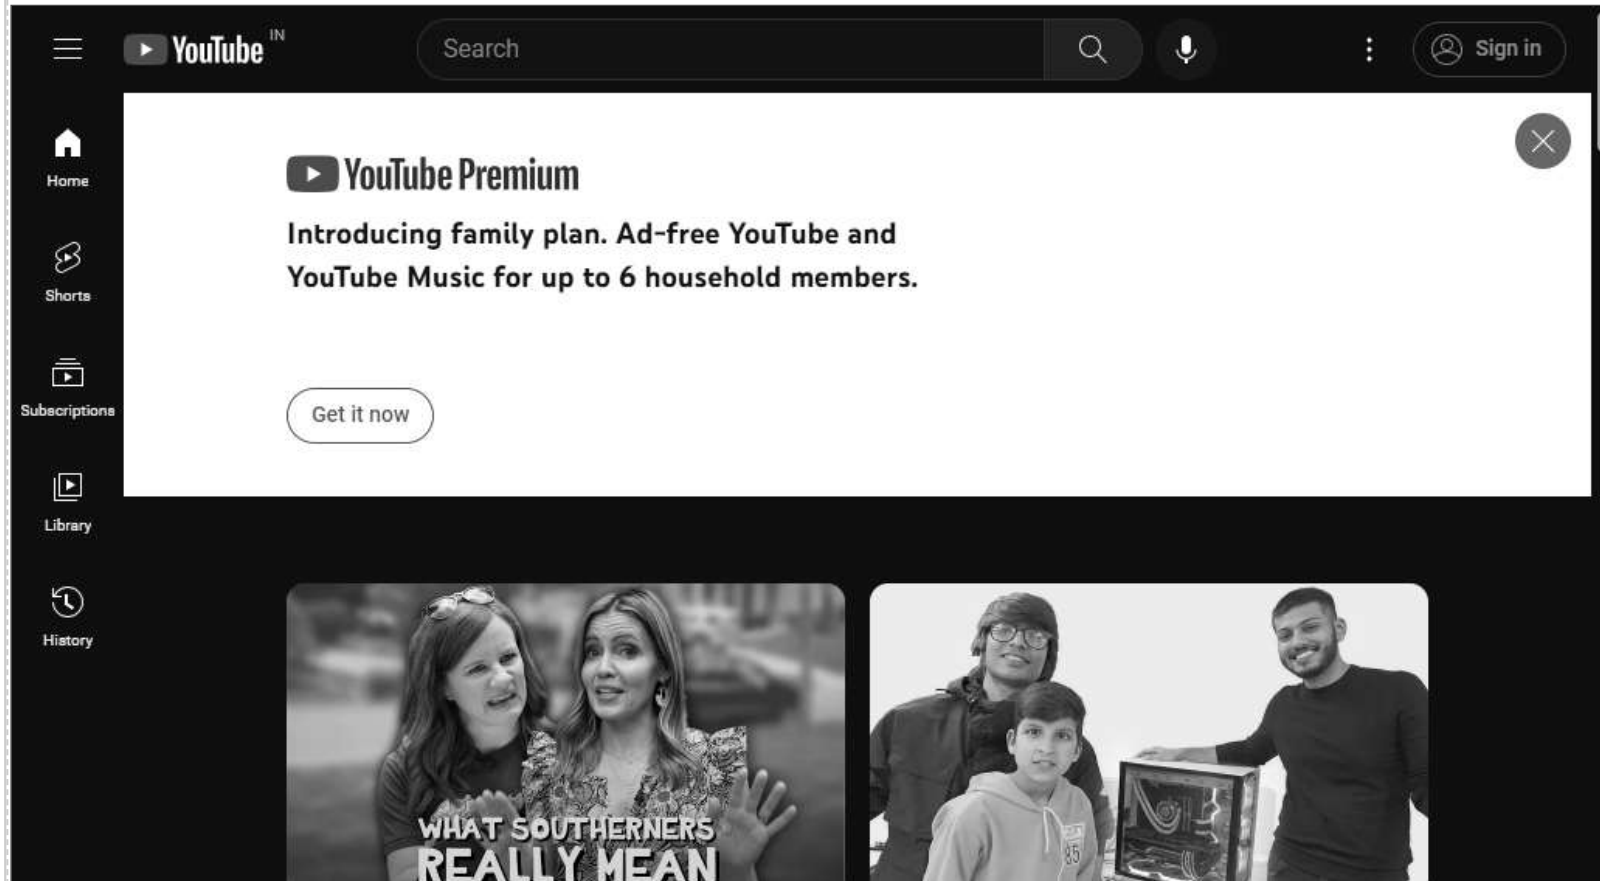 YouTube IN
Search
Sign in
Home
Shorts
Subscriptions
Library
History
YouTube Premium
Introducing family plan. Ad-free YouTube and
YouTube Music for up to 6 household members.
Get it now
WHAT SOUTHERNERS
REALLY MEAN
85